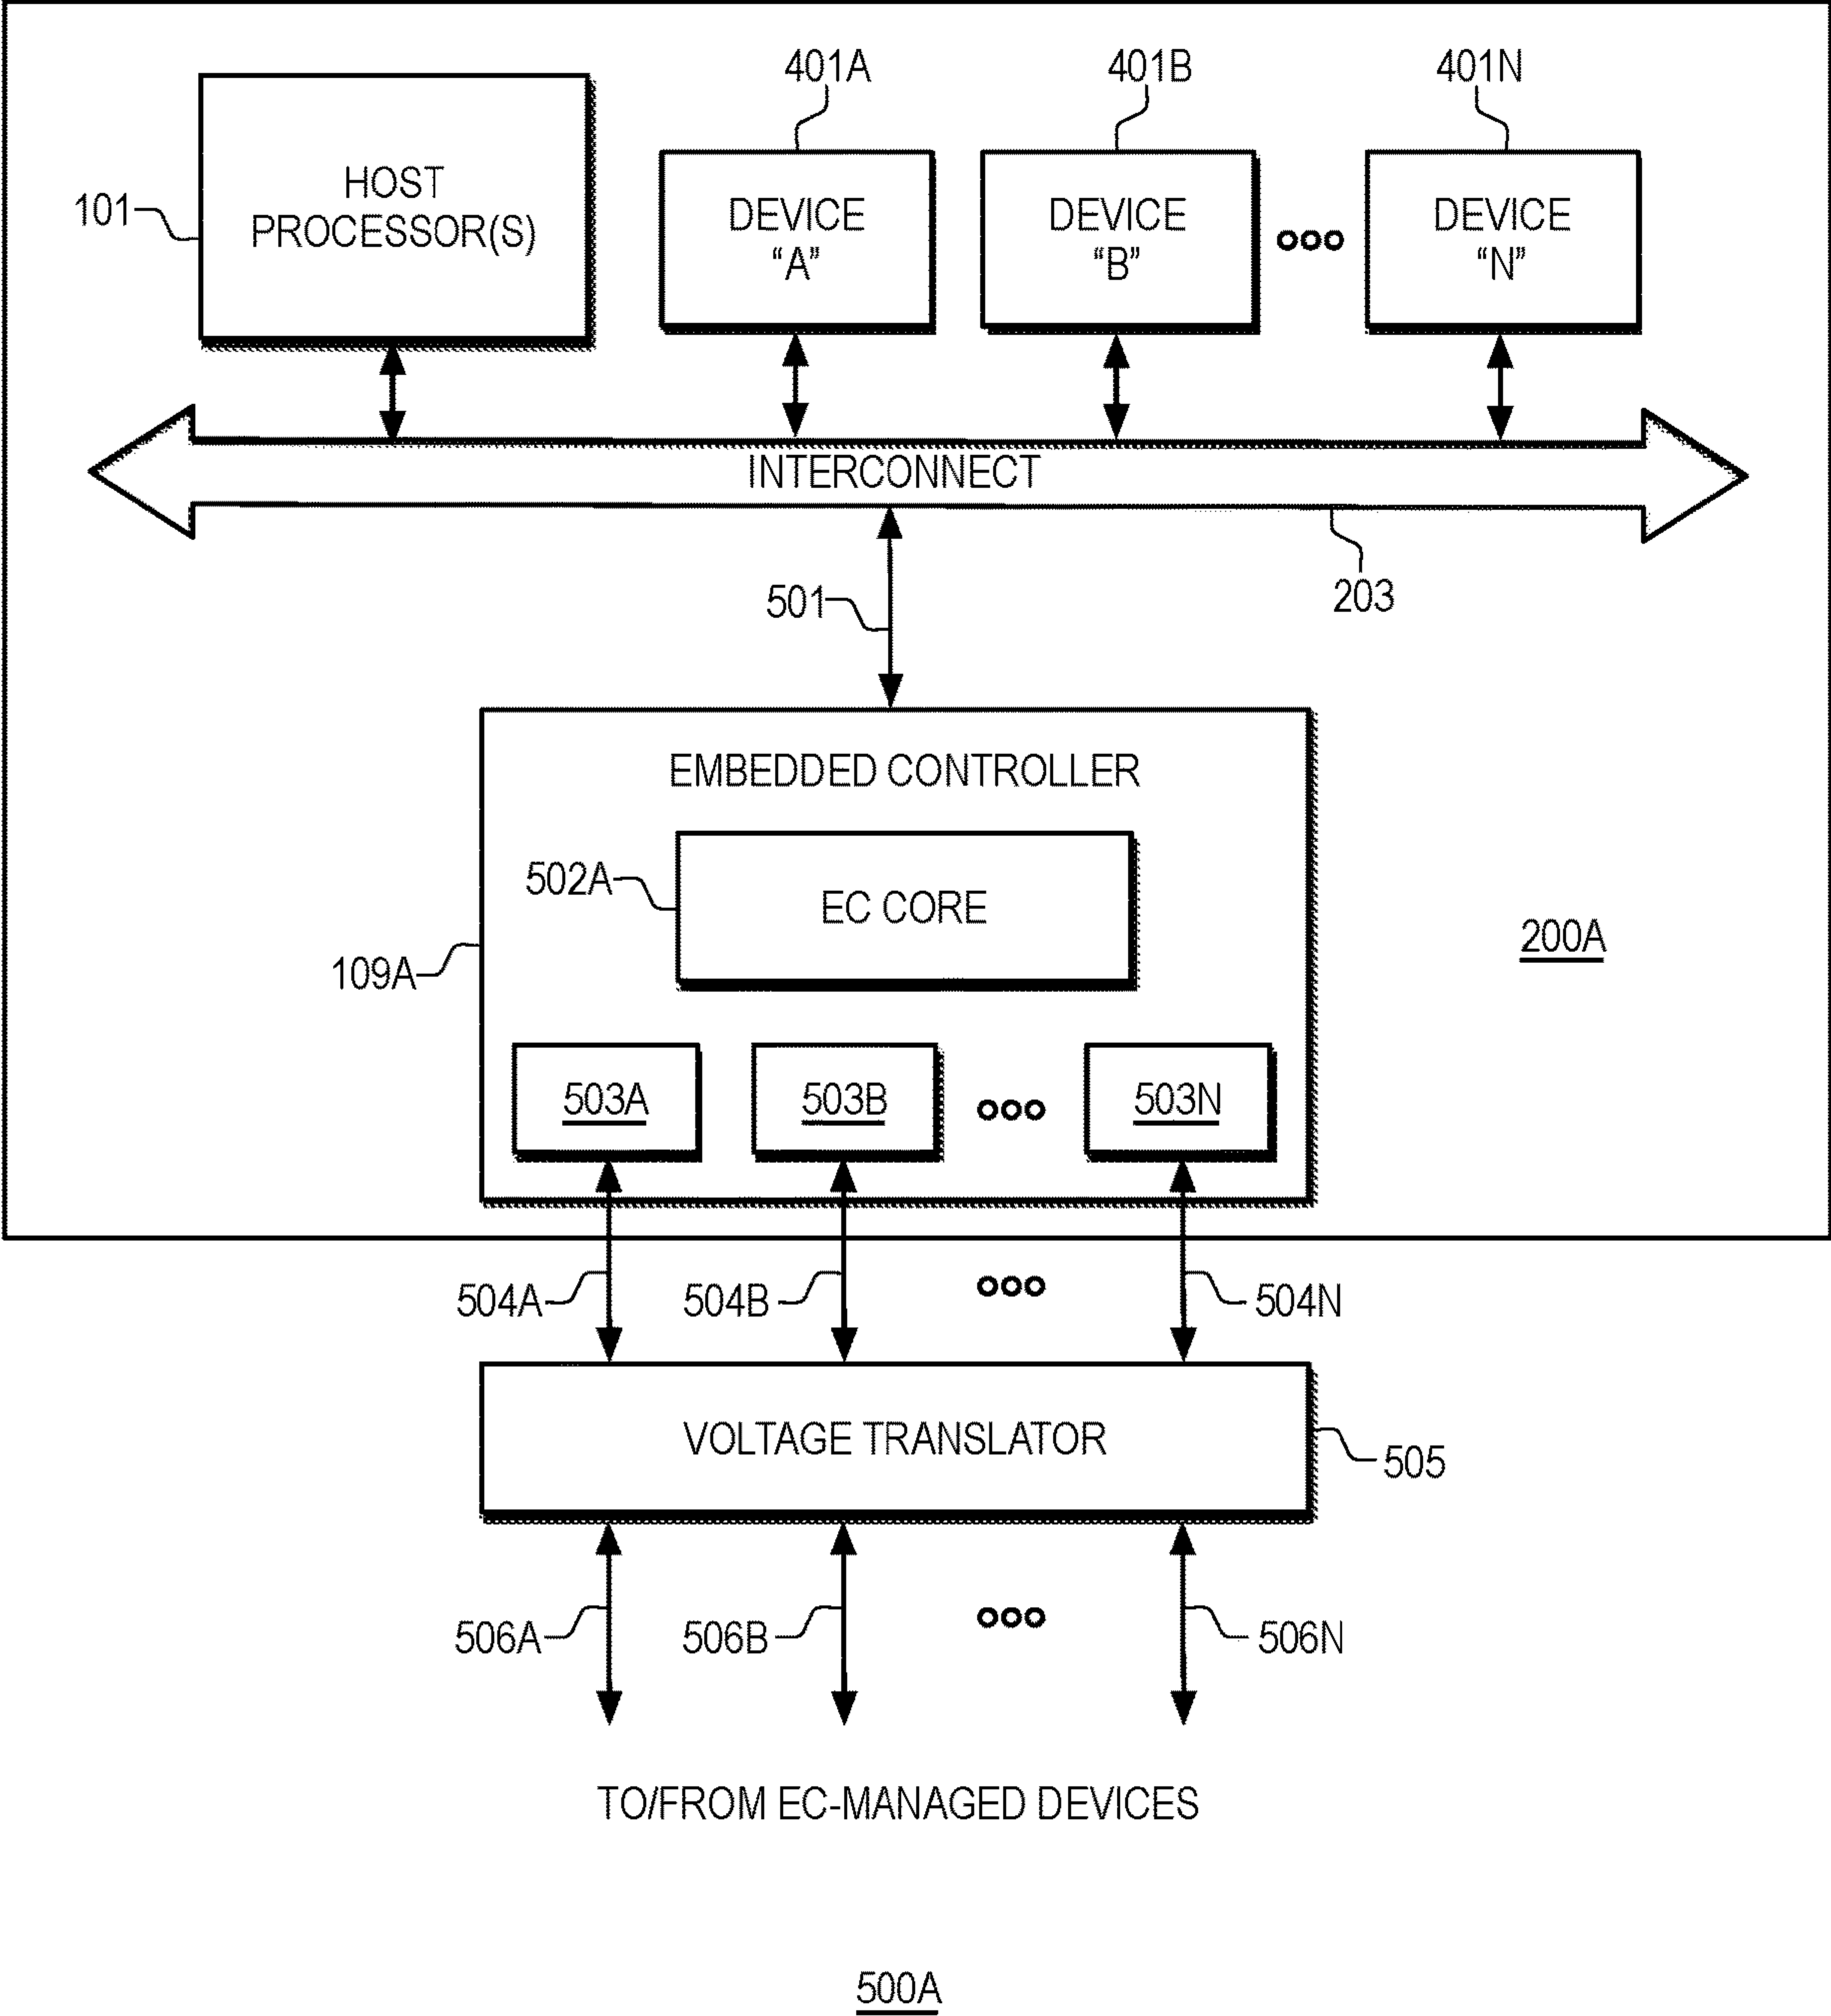 401A
401B
401N
101
HOST
PROCESSOR(S)
DEVICE
“A”
DEVICE
“B”
DEVICE
“N”
INTERCONNECT
501
203
EMBEDDED CONTROLLER
502A
EC CORE
109A
200A
503A
503B
503N
504A
504B
504N
VOLTAGE TRANSLATOR
505
506A
506B
506N
TO/FROM EC-MANAGED DEVICES
500A